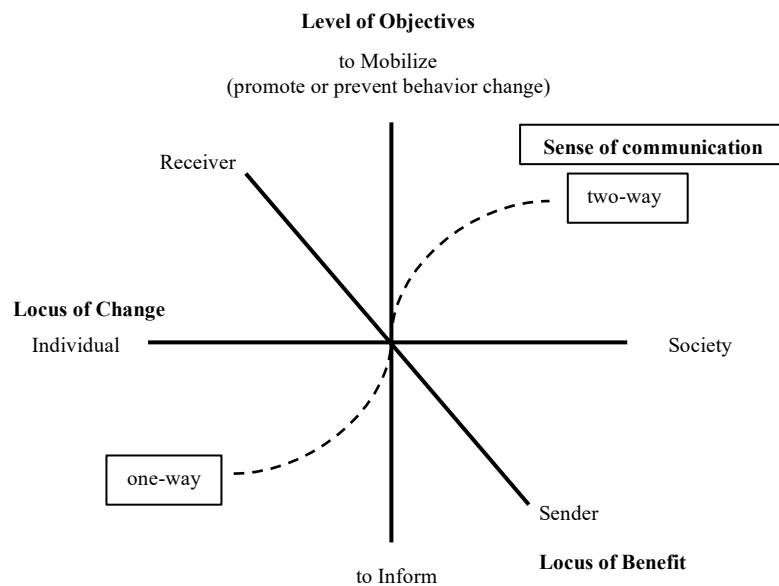 Level of Objectives
to Mobilize
(promote or prevent behavior change)
Sense of communication
Receiver
two-way
Locus of Change
Individual
Society
one-way
Sender
Locus of Benefit
to Inform